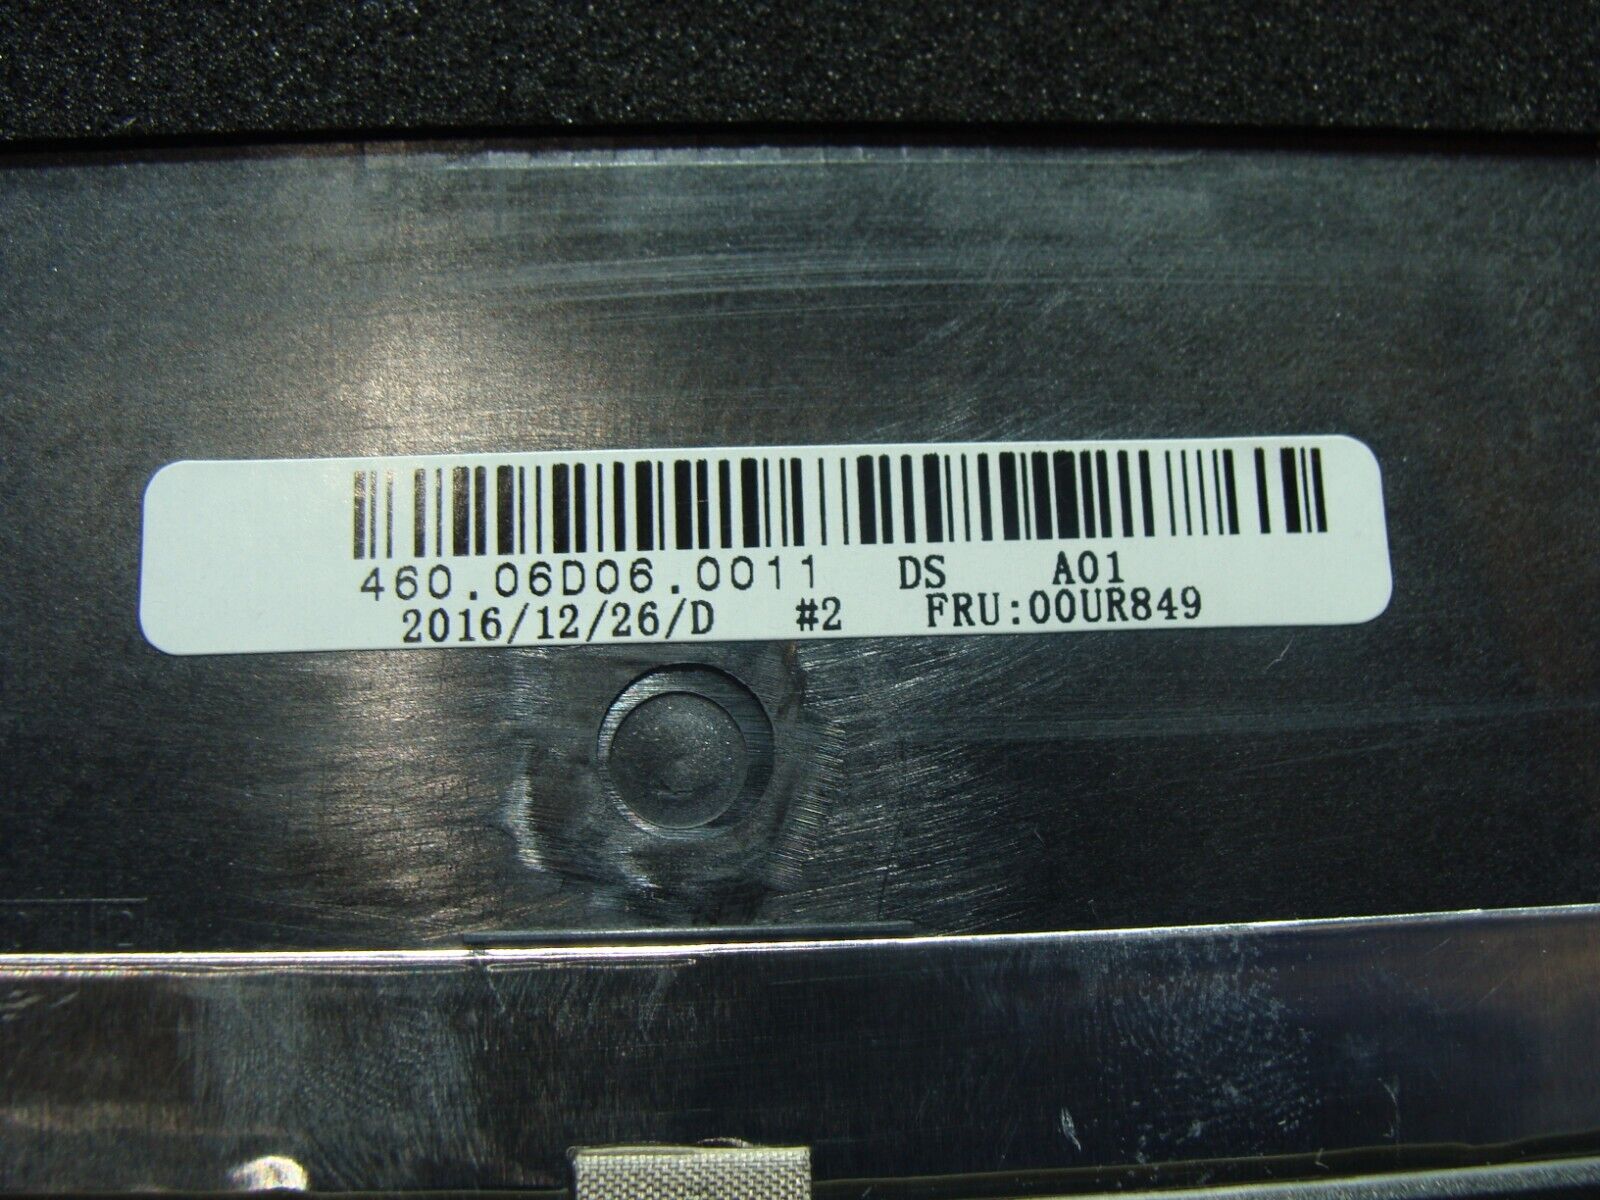 460.06D06.0011 DS A01
2016/12/26/D #2 FRU:00UR849